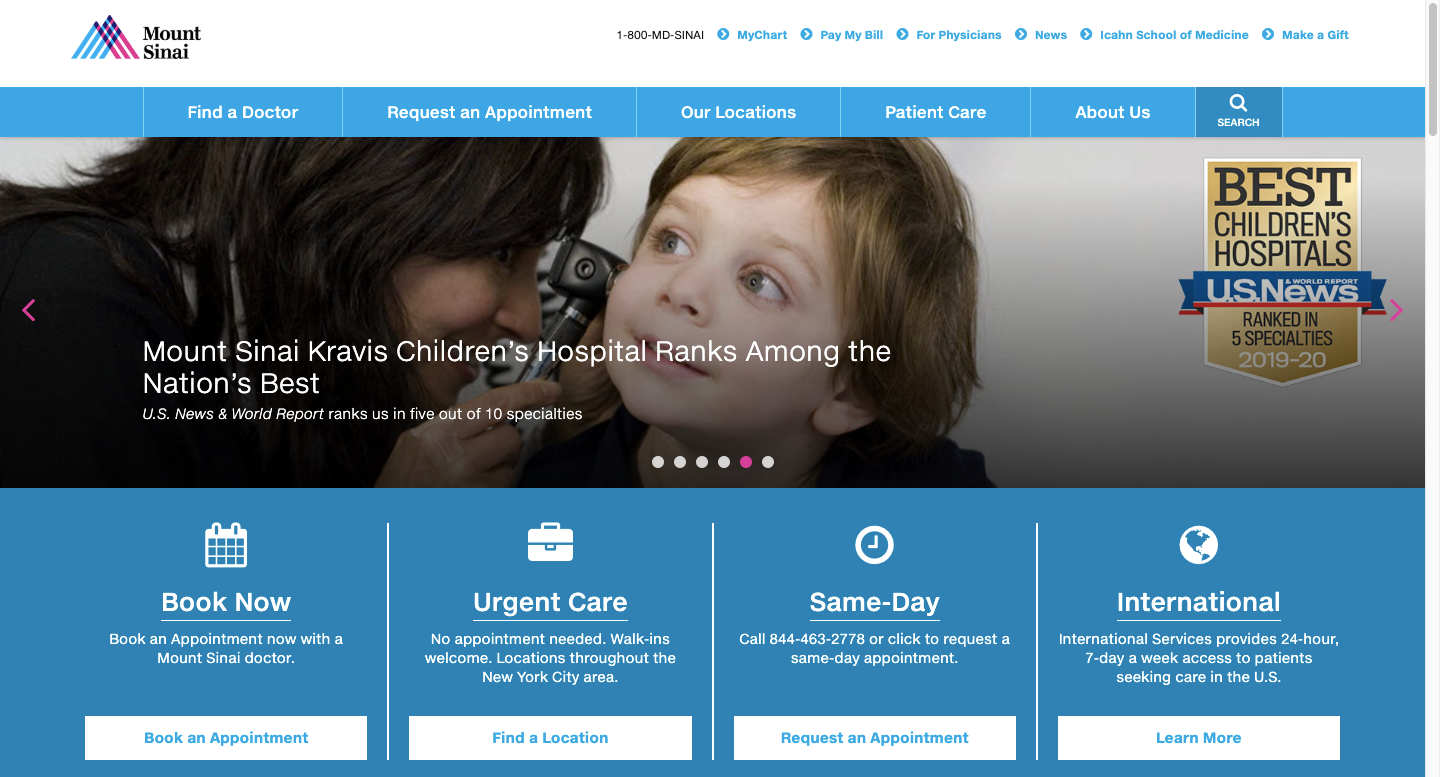 Mount
Sinai
1-800-MD-SINAI MyChart Pay My Bill For Physicians News Icahn School of Medicine Make a Gift
Find a Doctor Request an Appointment Our Locations Patient Care About Us SEARCH
BEST
CHILDREN'S
HOSPITALS
& WORLD REPORT
U.S.News
RANKED IN
5 SPECIALTIES
2019-20
Mount Sinai Kravis Children's Hospital Ranks Among the
Nation's Best
U.S. News & World Report ranks us in five out of 10 specialties
Book Now
Book an Appointment now with a
Mount Sinai doctor.
Book an Appointment
Urgent Care
No appointment needed. Walk-ins
welcome. Locations throughout the
New York City area.
Find a Location
Same-Day
Call 844-463-2778 or click to request a
same-day appointment.
Request an Appointment
International
International Services provides 24-hour,
7-day a week access to patients
seeking care in the U.S.
Learn More